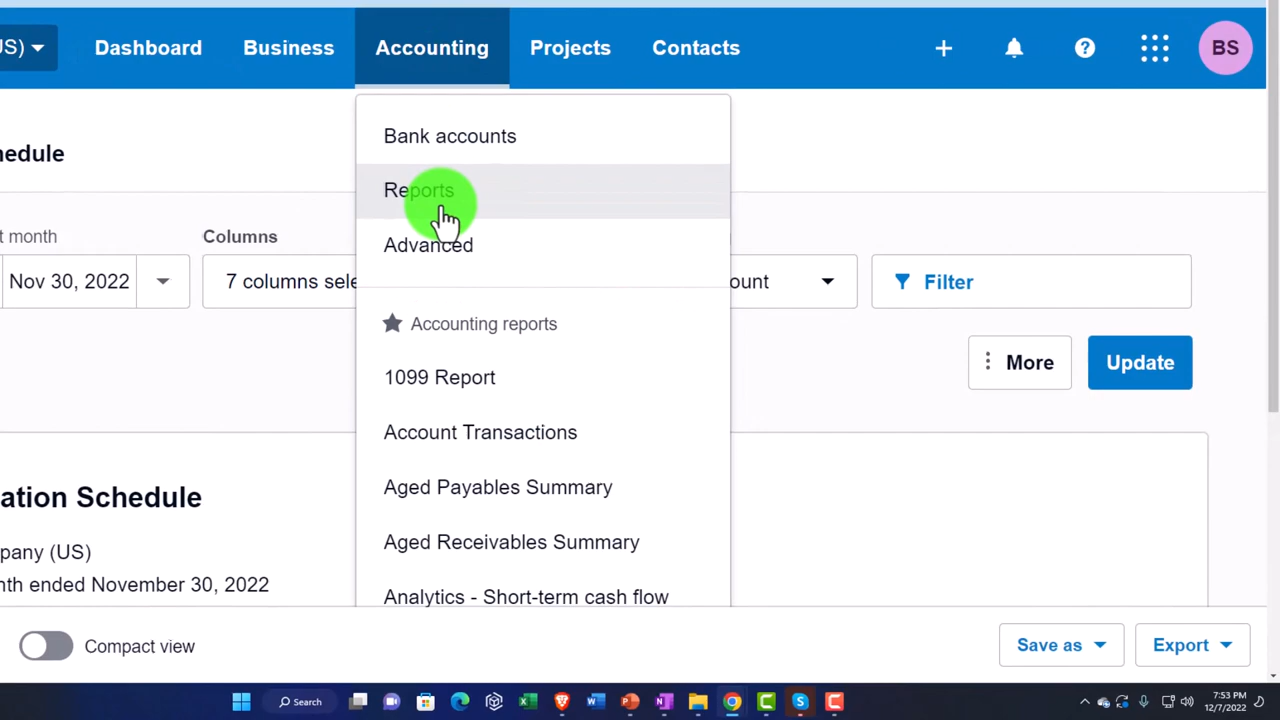 US) Dashboard Business Accounting Projects Contacts BS
Bank accounts
hedule
Reports
t month Columns
Advanced
Nov 30, 2022 7 columns sele ount Filter
Accounting reports
More Update
1099 Report
Account Transactions
Aged Payables Summary
ation Schedule
Aged Receivables Summary
pany (US)
nth ended November 30, 2022
Analytics - Short-term cash flow
Compact view Save as Export
Search
7:53 PM
12/7/2022